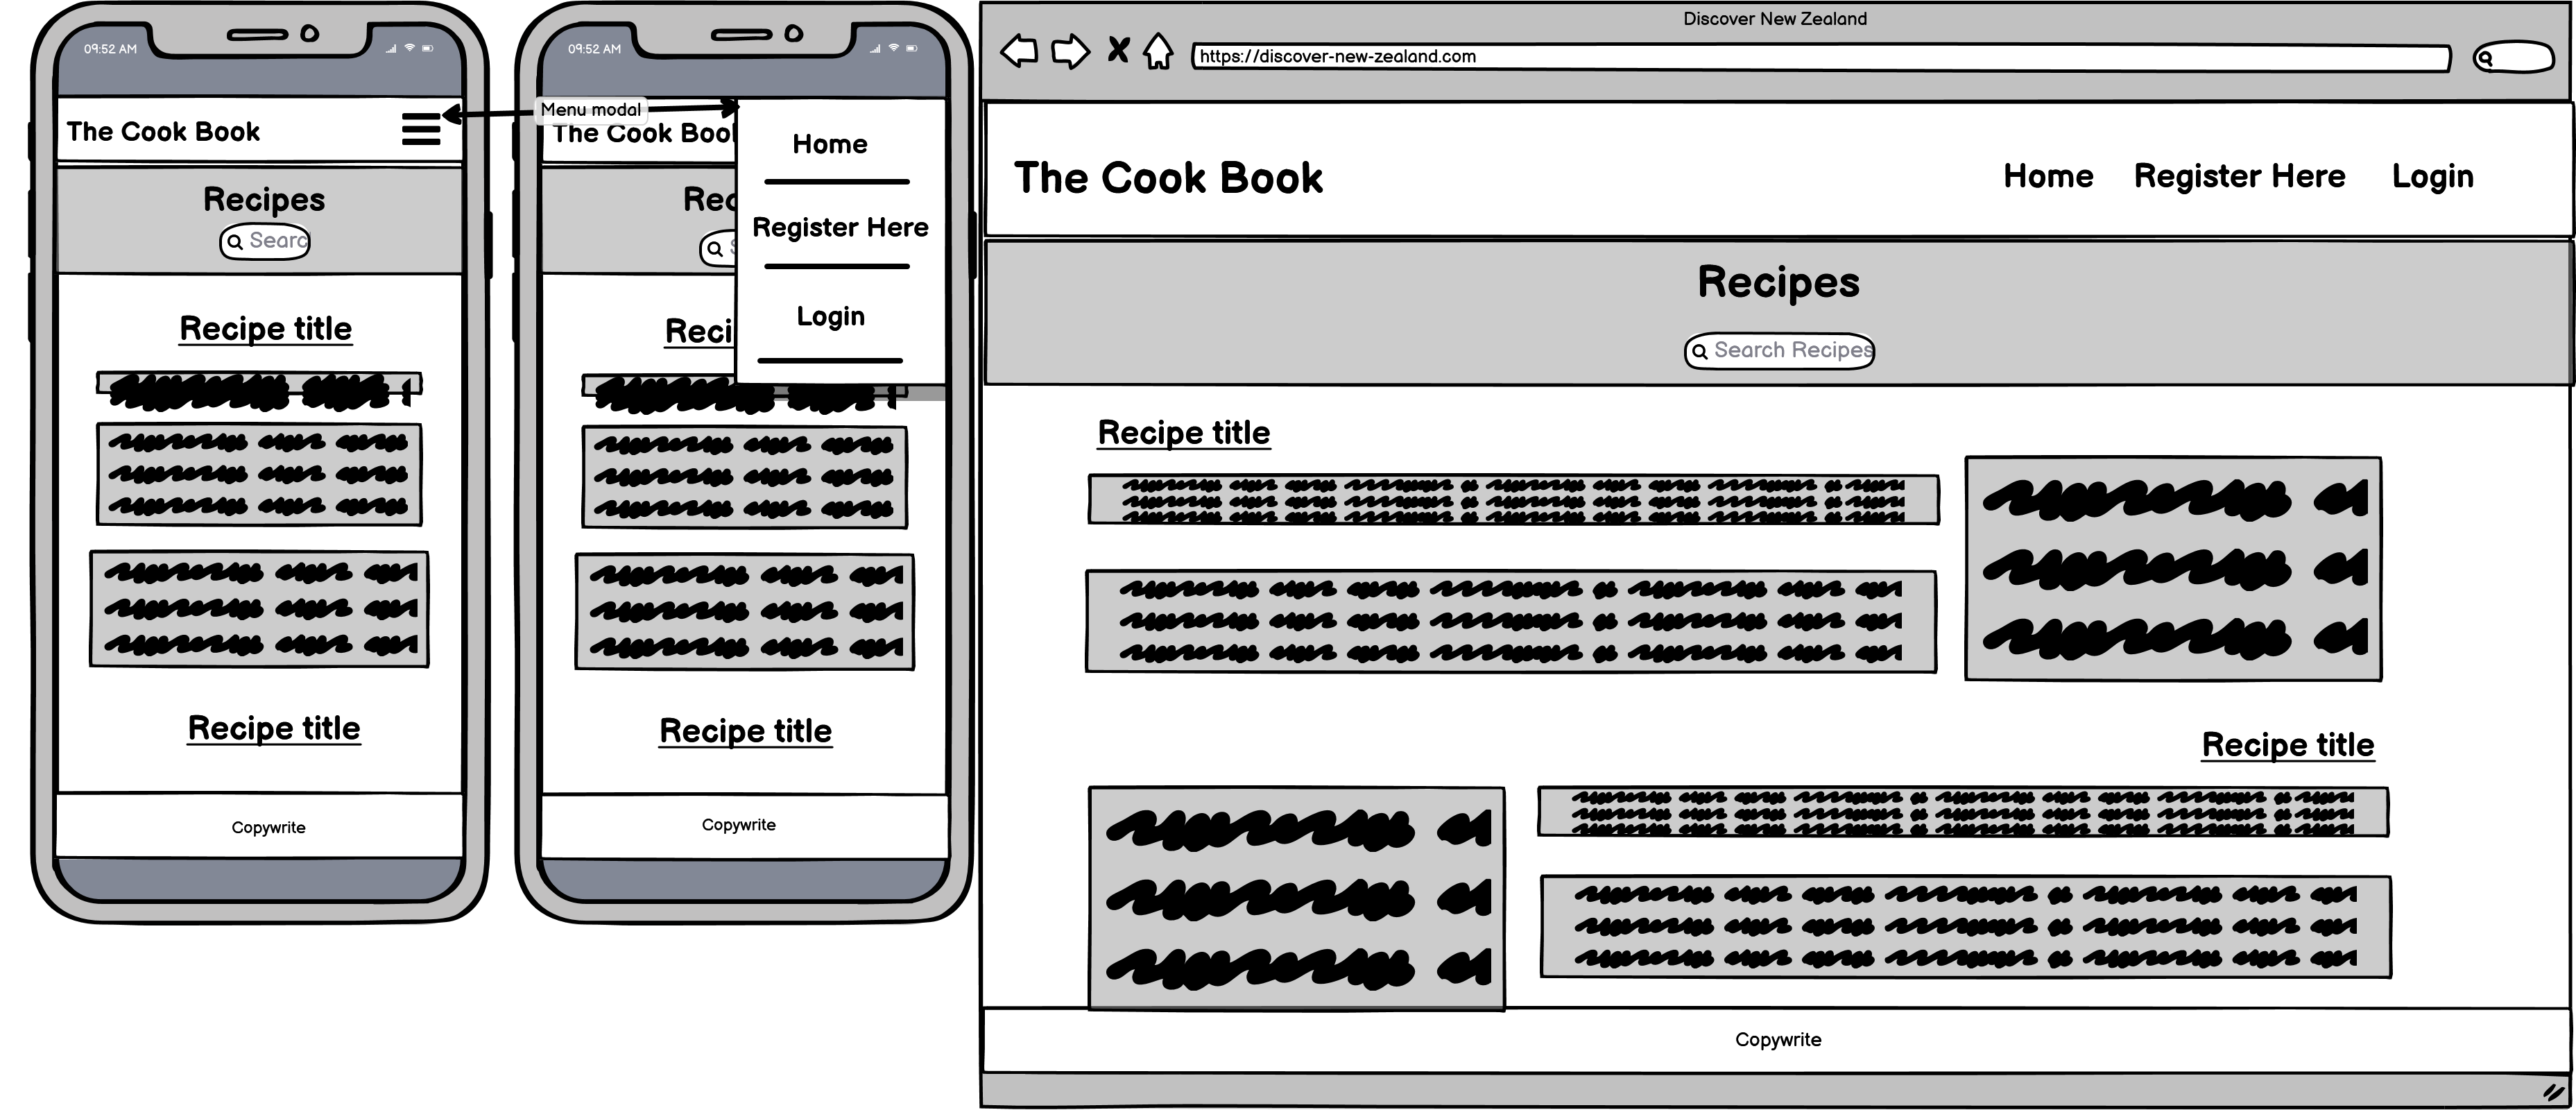 09:52 AM
The Cook Book
Recipes
Searc
Recipe title
Recipe title
Copywrite
Menu modal
09:52 AM
The Cook Boo
Home
Register Here
Login
Rec
Reci
Recipe title
Copywrite
Discover New Zealand
https://discover-new-zealand.com
The Cook Book
Home Register Here Login
Recipes
Search Recipes
Recipe title
Recipe title
Copywrite